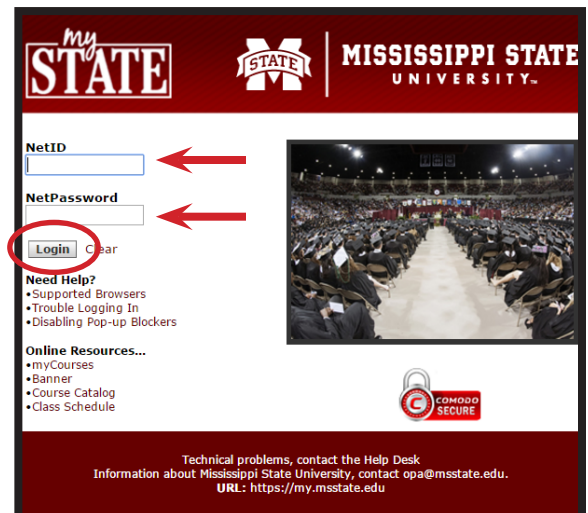 my
STATE
STATE
MISSISSIPPI STATE
UNIVERSITY™
NetID
NetPassword
Login Clear
Need Help?
•Supported Browsers
•Trouble Logging In
•Disabling Pop-up Blockers
Online Resources...
•myCourses
•Banner
•Course Catalog
•Class Schedule
C COMODO
SECURE
Technical problems, contact the Help Desk
Information about Mississippi State University, contact opa@msstate.edu.
URL: https://my.msstate.edu